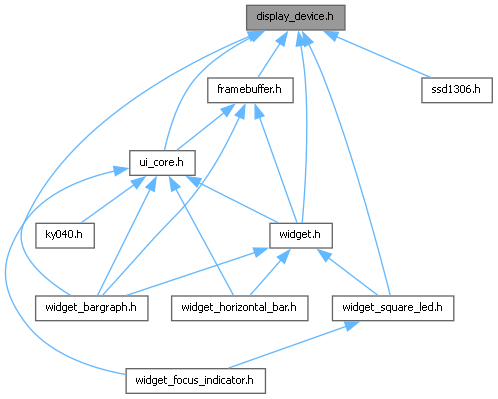 display_device.h
framebuffer.h
ssd1306.h
ui_core.h
ky040.h
widget.h
widget_bargraph.h
widget_horizontal_bar.h
widget_square_led.h
widget_focus_indicator.h